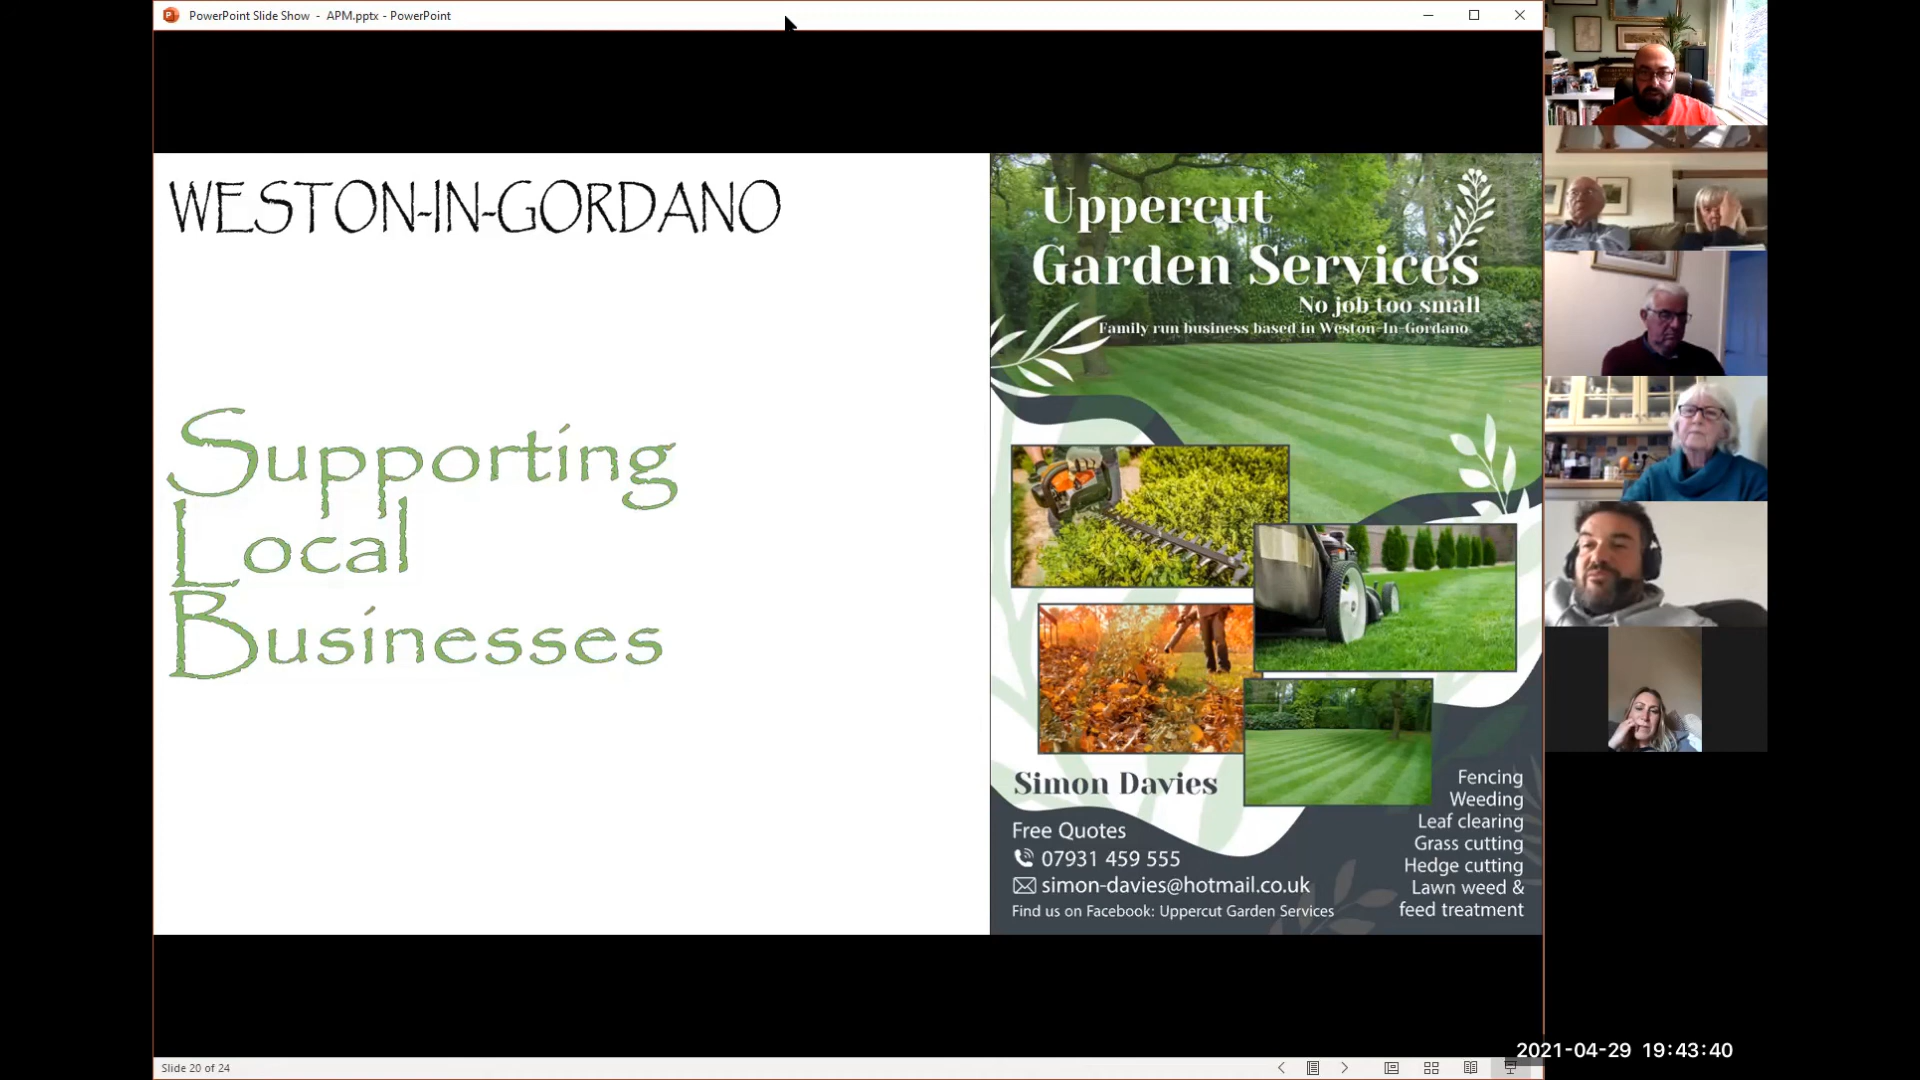 PowerPoint Slide Show - APM.pptx - PowerPoint
WESTON-IN-GORDANO
Supporting
Local
Businesses
Uppercut
Garden Services
No job too small
Family run business based in Weston-In-Gordano
Simon Davies
Free Quotes
07931 459 555
simon-davies@hotmail.co.uk
Find us on Facebook: Uppercut Garden Services
Fencing
Weeding
Leaf clearing
Grass cutting
Hedge cutting
Lawn weed &
feed treatment
Slide 20 of 24
2021-04-29 19:43:40